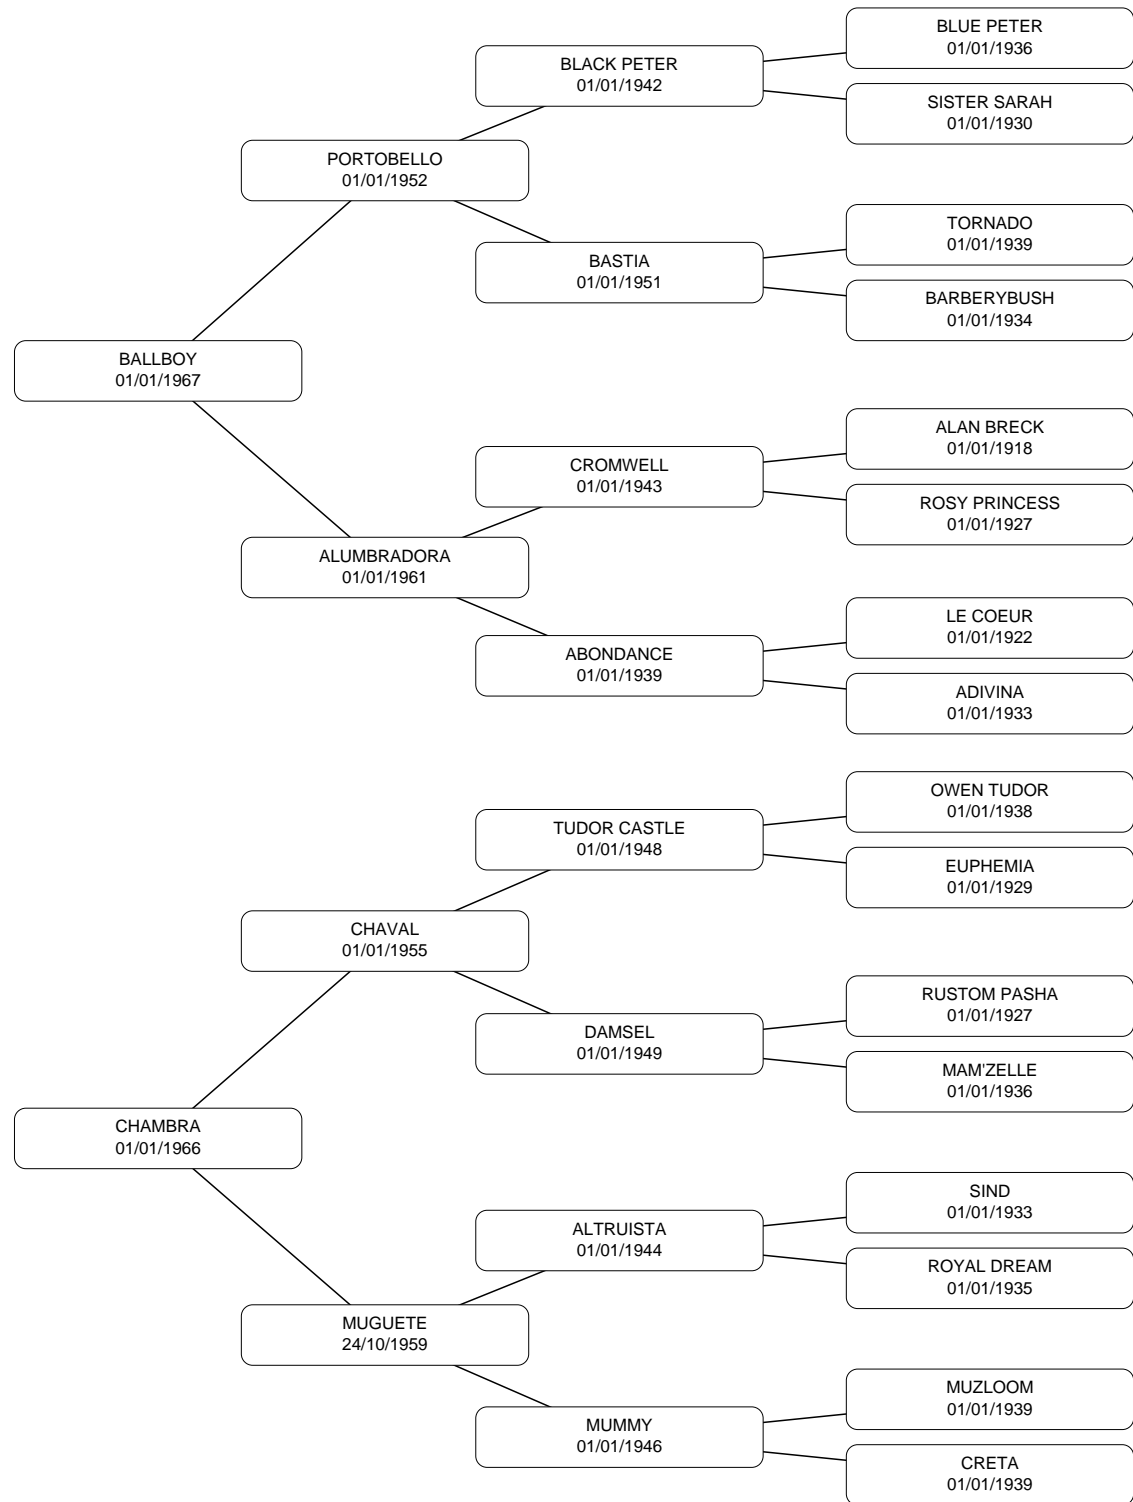 BLUE PETER
01/01/1936
BLACK PETER
01/01/1942
SISTER SARAH
01/01/1930
PORTOBELLO
01/01/1952
TORNADO
01/01/1939
BASTIA
01/01/1951
BARBERYBUSH
01/01/1934
BALLBOY
01/01/1967
ALAN BRECK
01/01/1918
CROMWELL
01/01/1943
ROSY PRINCESS
01/01/1927
ALUMBRADORA
01/01/1961
LE COEUR
01/01/1922
ABONDANCE
01/01/1939
ADIVINA
01/01/1933
OWEN TUDOR
01/01/1938
TUDOR CASTLE
01/01/1948
EUPHEMIA
01/01/1929
CHAVAL
01/01/1955
RUSTOM PASHA
01/01/1927
DAMSEL
01/01/1949
MAM'ZELLE
01/01/1936
CHAMBRA
01/01/1966
SIND
01/01/1933
ALTRUISTA
01/01/1944
ROYAL DREAM
01/01/1935
MUGUETE
24/10/1959
MUZLOOM
01/01/1939
MUMMY
01/01/1946
CRETA
01/01/1939